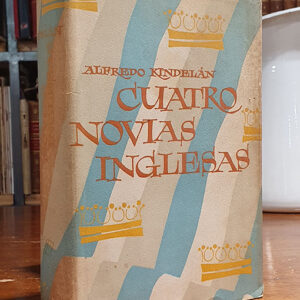 ALFREDO KINDELÁN
CUATRO
NOVIAS
INGLESAS